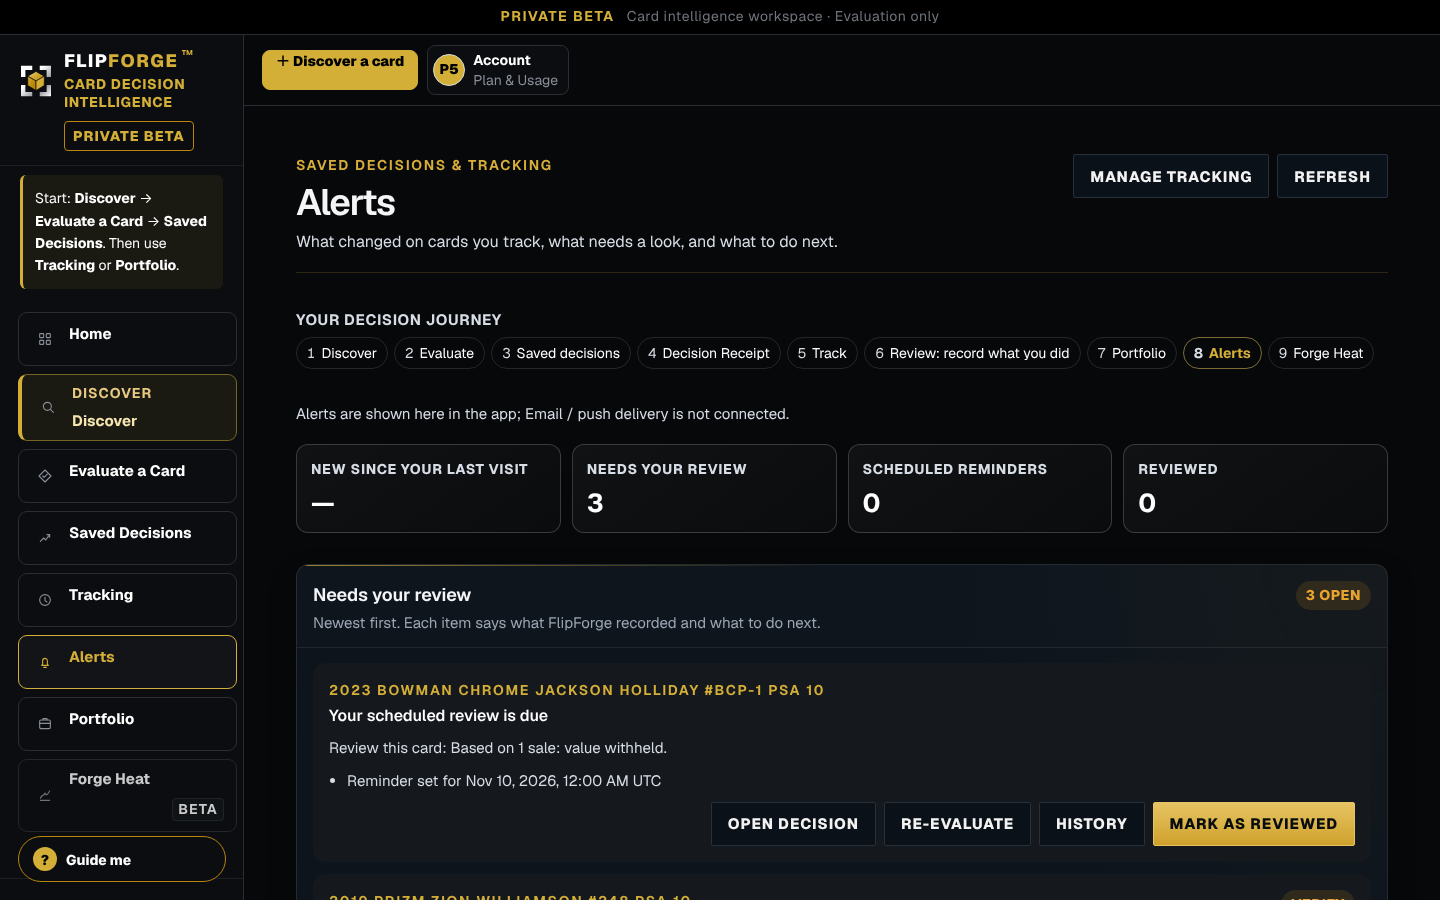 PRIVATE BETA Card intelligence workspace · Evaluation only
FLIPFORGE™
CARD DECISION
INTELLIGENCE
PRIVATE BETA
Start: Discover →
Evaluate a Card → Saved
Decisions. Then use
Tracking or Portfolio.
Home
DISCOVER
Discover
Evaluate a Card
Saved Decisions
Tracking
Alerts
Portfolio
Forge Heat
BETA
? Guide me
+ Discover a card
P5
Account
Plan & Usage
SAVED DECISIONS & TRACKING
Alerts
What changed on cards you track, what needs a look, and what to do next.
MANAGE TRACKING
REFRESH
YOUR DECISION JOURNEY
1 Discover
2 Evaluate
3 Saved decisions
4 Decision Receipt
5 Track
6 Review: record what you did
7 Portfolio
8 Alerts
9 Forge Heat
Alerts are shown here in the app; Email / push delivery is not connected.
NEW SINCE YOUR LAST VISIT
—
NEEDS YOUR REVIEW
3
SCHEDULED REMINDERS
0
REVIEWED
0
Needs your review
3 OPEN
Newest first. Each item says what FlipForge recorded and what to do next.
2023 BOWMAN CHROME JACKSON HOLLIDAY #BCP-1 PSA 10
Your scheduled review is due
Review this card: Based on 1 sale: value withheld.
• Reminder set for Nov 10, 2026, 12:00 AM UTC
OPEN DECISION
RE-EVALUATE
HISTORY
MARK AS REVIEWED
2019 PRIZM ZION WILLIAMSON #248 PSA 10
VERIFY